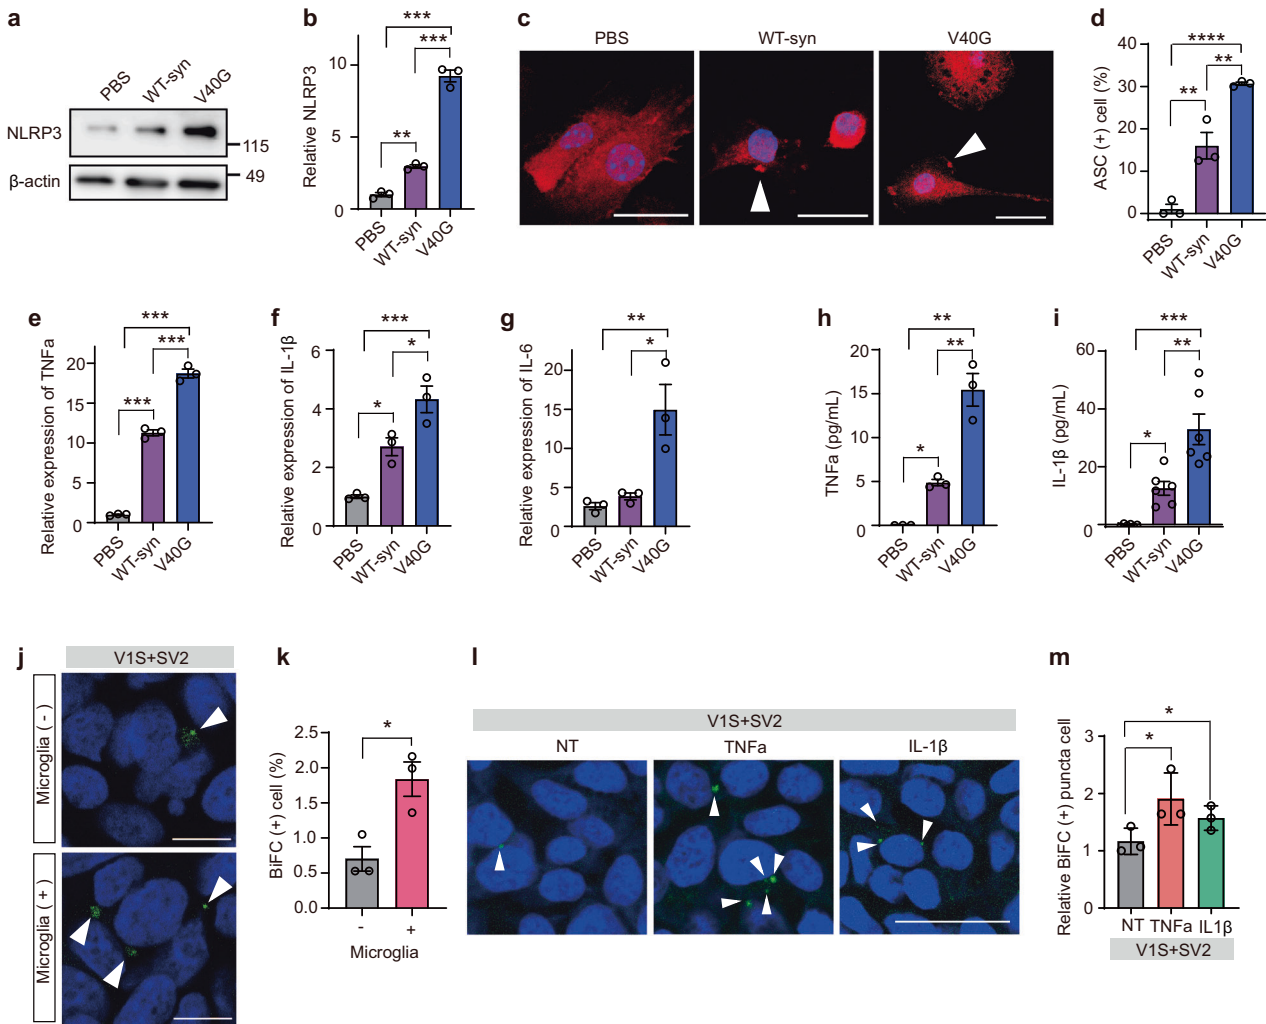 a
PBS
WT-syn
V40G
NLRP3
115
β-actin
49
b
***
***
**
Relative NLRP3
10
5
0
PBS
WT-syn
V40G
c
PBS
WT-syn
V40G
d
****
**
**
ASC (+) cell (%)
40
30
20
10
0
PBS
WT-syn
V40G
e
***
***
***
Relative expression of TNFa
20
15
10
5
0
PBS
WT-syn
V40G
f
***
*
*
Relative expression of IL-1β
6
4
2
0
PBS
WT-syn
V40G
g
**
*
Relative expression of IL-6
20
15
10
5
0
PBS
WT-syn
V40G
h
**
**
*
TNFa (pg/mL)
20
15
10
5
0
PBS
WT-syn
V40G
i
***
**
*
IL-1β (pg/mL)
60
40
20
0
PBS
WT-syn
V40G
j
V1S+SV2
Microglia (-)
Microglia (+)
k
*
BiFC (+) cell (%)
2.5
2.0
1.5
1.0
0.5
0.0
- +
Microglia
l
V1S+SV2
NT TNFa IL-1β
m
*
*
Relative BiFC (+) puncta cell
3
2
1
0
NT TNFa IL1β
V1S+SV2